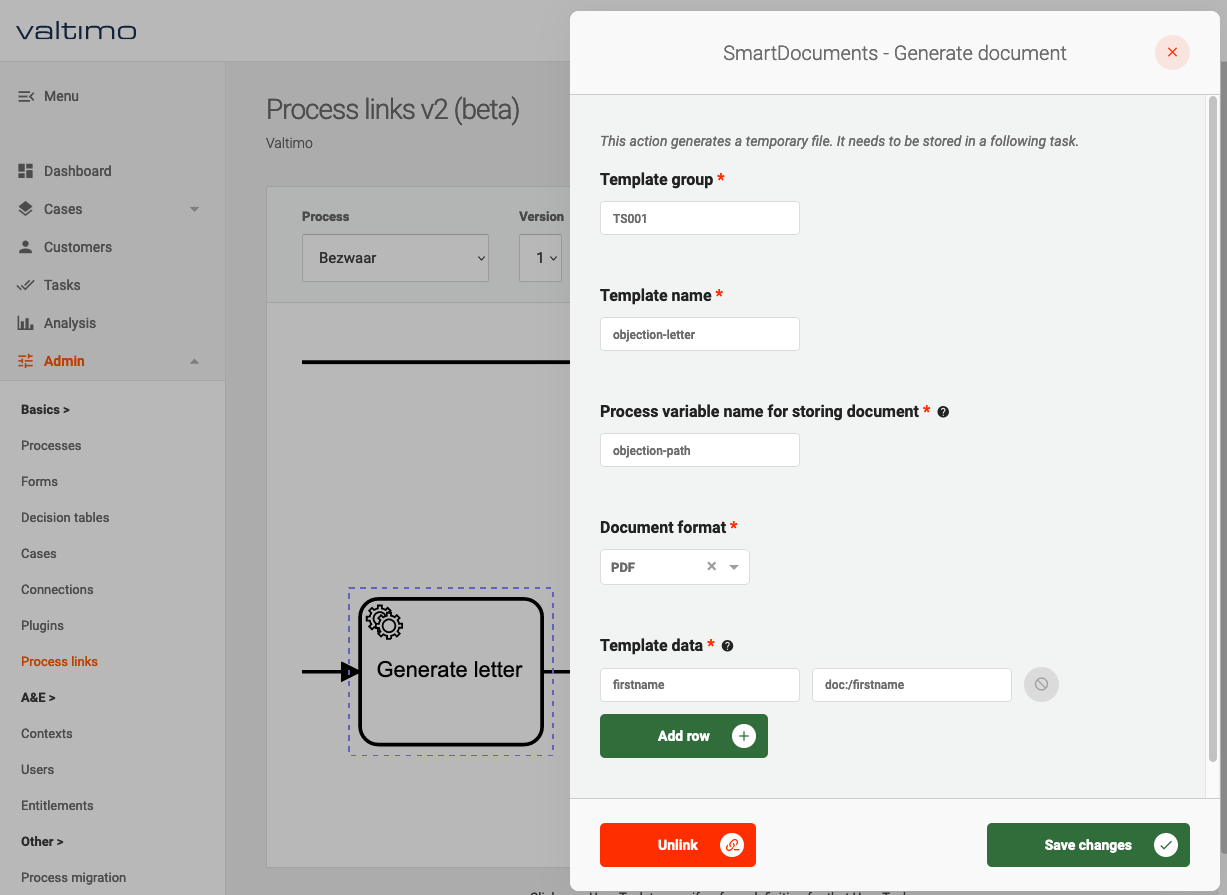 valtimo
Menu
Dashboard
Cases
Customers
Tasks
Analysis
Admin
Basics >
Processes
Forms
Decision tables
Cases
Connections
Plugins
Process links
A&E >
Contexts
Users
Entitlements
Other >
Process migration
Process links v2 (beta)
Valtimo
Process
Version
Bezwaar
1
Generate letter
SmartDocuments - Generate document
This action generates a temporary file. It needs to be stored in a following task.
Template group *
TS001
Template name *
objection-letter
Process variable name for storing document *
objection-path
Document format *
PDF
Template data *
firstname
doc:/firstname
Add row
Unlink
Save changes